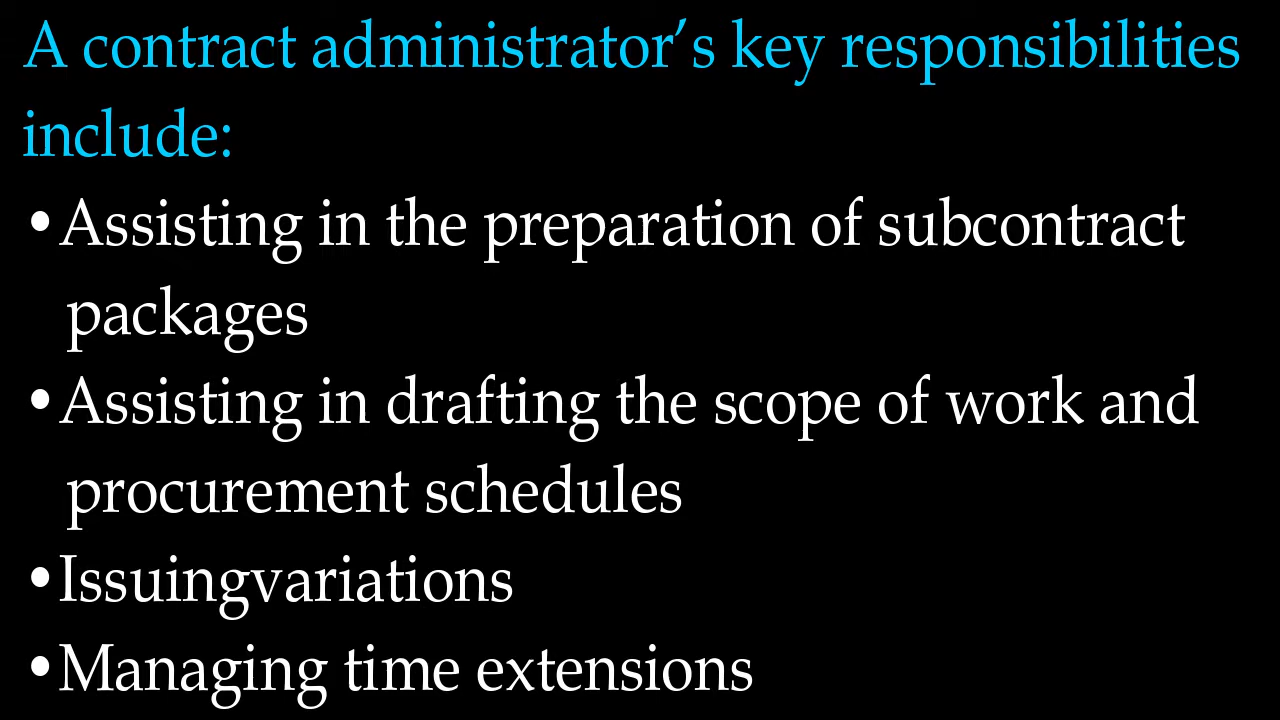 A contract administrator’s key responsibilities
include:
•Assisting in the preparation of subcontract
packages
•Assisting in drafting the scope of work and
procurement schedules
•Issuingvariations
•Managing time extensions